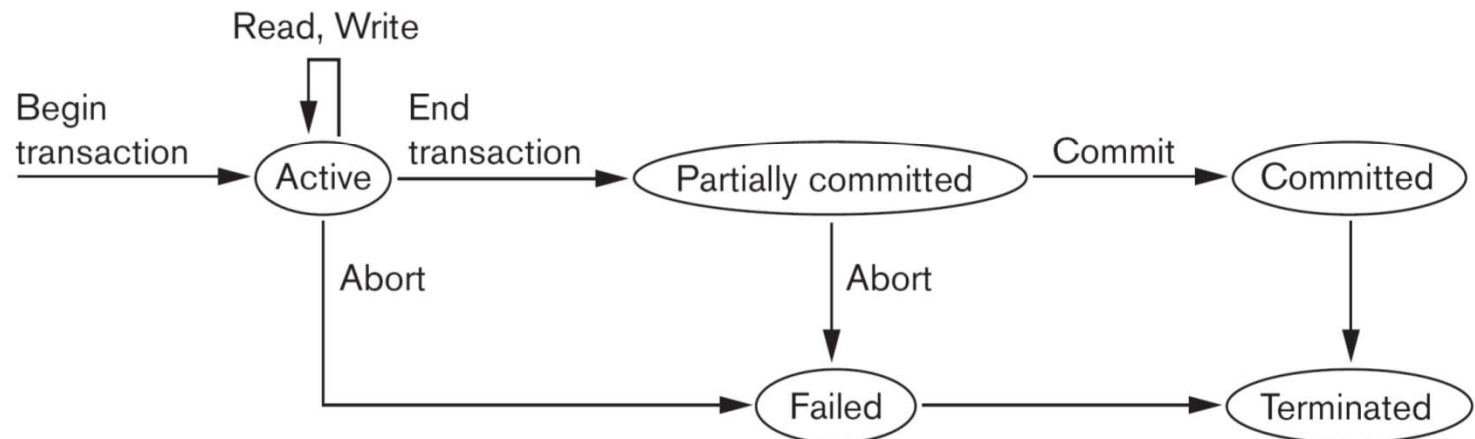 Read, Write
Begin
transaction
End
transaction
Active
Partially committed
Commit
Committed
Abort
Abort
Failed
Terminated